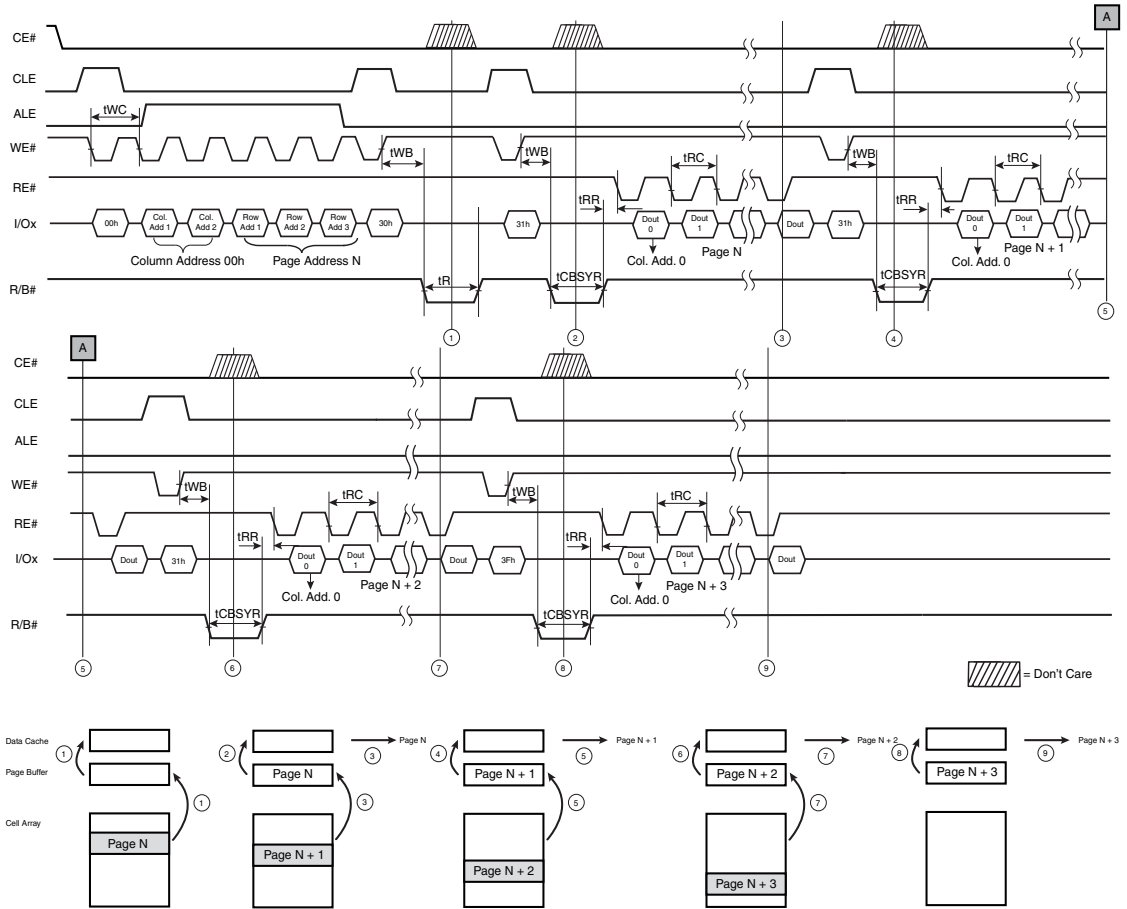 A
CE#
CLE
ALE
tWC
WE#
tWB
tWB
tWB
tRC
tRC
RE#
tRR
tRR
I/Ox
00h
Col. Add 1
Col. Add 2
Row Add 1
Row Add 2
Row Add 3
30h
31h
Dout 0
Dout 1
Dout
31h
Dout 0
Dout 1
Column Address 00h
Page Address N
Page N
Page N + 1
Col. Add. 0
Col. Add. 0
R/B#
tR
tCBSYR
tCBSYR
1
2
3
4
5
A
CE#
CLE
ALE
WE#
tWB
tWB
tRC
tRC
RE#
tRR
tRR
I/Ox
Dout
31h
Dout 0
Dout 1
Dout
3Fh
Dout 0
Dout 1
Dout
Page N + 2
Page N + 3
Col. Add. 0
Col. Add. 0
R/B#
tCBSYR
tCBSYR
5
6
7
8
9
= Don't Care
Data Cache
1
2
3
Page N
4
5
Page N + 1
6
7
Page N + 2
8
9
Page N + 3
Page Buffer
Page N
Page N + 1
Page N + 2
Page N + 3
1
3
5
7
Cell Array
Page N
Page N + 1
Page N + 2
Page N + 3